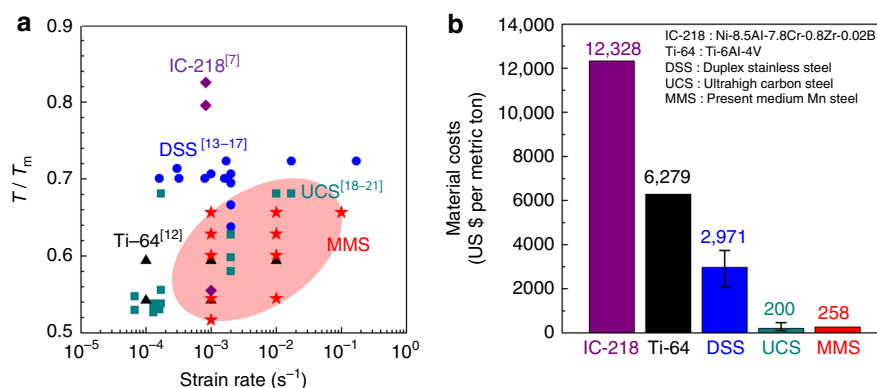 a
0.9
0.8
0.7
0.6
0.5
T / Tm
IC-218[7]
DSS[13–17]
UCS[18–21]
Ti–64[12]
MMS
10⁻⁵ 10⁻⁴ 10⁻³ 10⁻² 10⁻¹ 10⁰
Strain rate (s⁻¹)
b
14,000
12,000
10,000
8000
6000
4000
2000
0
Material costs
(US $ per metric ton)
IC-218 : Ni-8.5Al-7.8Cr-0.8Zr-0.02B
Ti-64 : Ti-6Al-4V
DSS : Duplex stainless steel
UCS : Ultrahigh carbon steel
MMS : Present medium Mn steel
12,328
6,279
2,971
200
258
IC-218 Ti-64 DSS UCS MMS